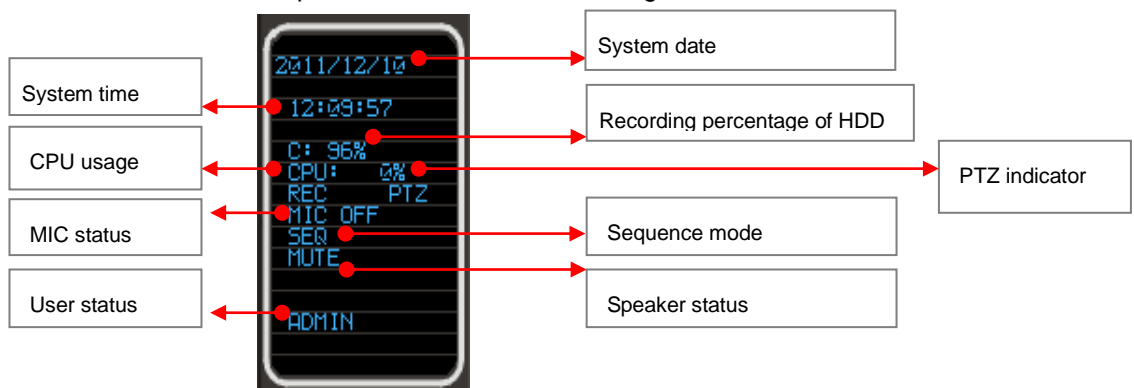 System date
2011/12/10
System time
12:09:57
Recording percentage of HDD
C: 96%
CPU usage
CPU: 0%
PTZ indicator
REC PTZ
MIC OFF
MIC status
SEQ
Sequence mode
MUTE
User status
Speaker status
ADMIN